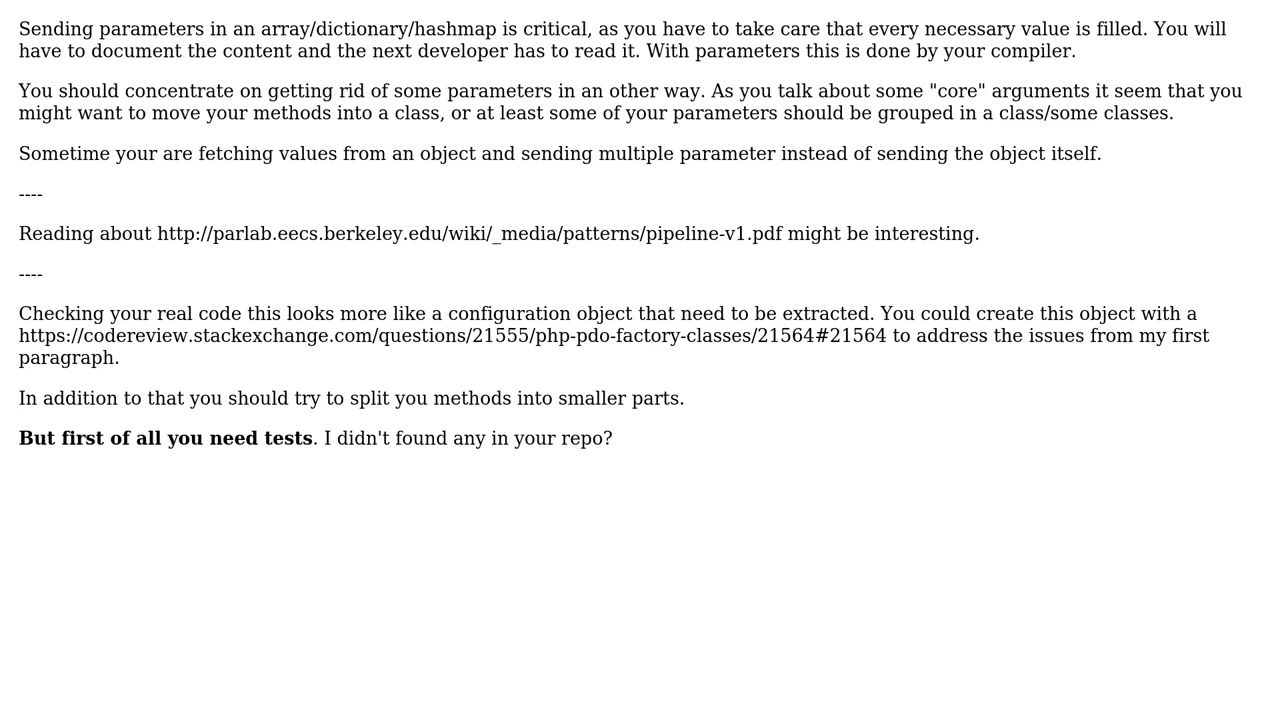 Sending parameters in an array/dictionary/hashmap is critical, as you have to take care that every necessary value is filled. You will
have to document the content and the next developer has to read it. With parameters this is done by your compiler.
You should concentrate on getting rid of some parameters in an other way. As you talk about some "core" arguments it seem that you
might want to move your methods into a class, or at least some of your parameters should be grouped in a class/some classes.
Sometime your are fetching values from an object and sending multiple parameter instead of sending the object itself.
----
Reading about http://parlab.eecs.berkeley.edu/wiki/_media/patterns/pipeline-v1.pdf might be interesting.
----
Checking your real code this looks more like a configuration object that need to be extracted. You could create this object with a
https://codereview.stackexchange.com/questions/21555/php-pdo-factory-classes/21564#21564 to address the issues from my first
paragraph.
In addition to that you should try to split you methods into smaller parts.
But first of all you need tests. I didn't found any in your repo?